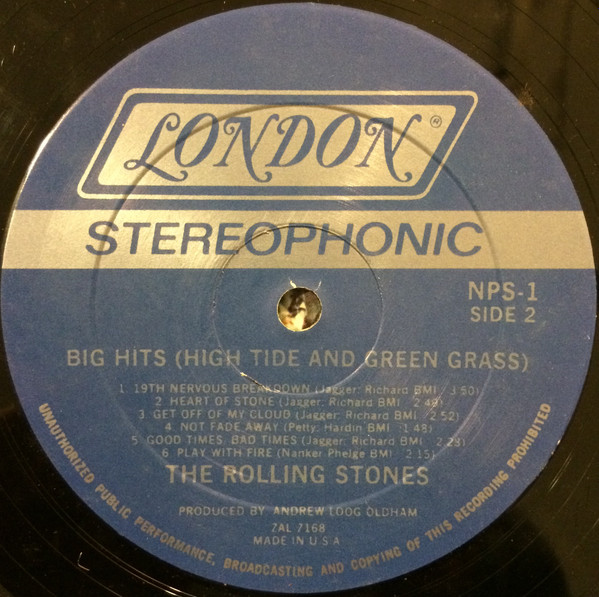 LONDON®
STEREOPHONIC
NPS-1
SIDE 2
BIG HITS (HIGH TIDE AND GREEN GRASS)
1. 19TH NERVOUS BREAKDOWN (Jagger: Richard BMI 3:50)
2. HEART OF STONE (Jagger: Richard BMI 2:49)
3. GET OFF OF MY CLOUD (Jagger: Richard BMI 2:52)
4. NOT FADE AWAY (Petty: Hardin BMI 1:48)
5. GOOD TIMES, BAD TIMES (Jagger: Richard BMI 2:28)
6. PLAY WITH FIRE (Nanker Phelge BMI 2:15)
THE ROLLING STONES
PRODUCED BY: ANDREW LOOG OLDHAM
ZAL 7168
MADE IN U S A
UNAUTHORIZED PUBLIC PERFORMANCE, BROADCASTING AND COPYING OF THIS RECORDING PROHIBITED